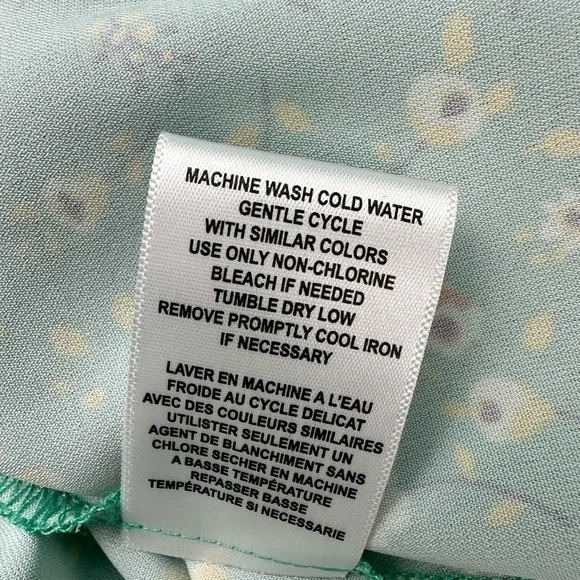 MACHINE WASH COLD WATER
GENTLE CYCLE
WITH SIMILAR COLORS
USE ONLY NON-CHLORINE
BLEACH IF NEEDED
TUMBLE DRY LOW
REMOVE PROMPTLY COOL IRON
IF NECESSARY
LAVER EN MACHINE A L'EAU
FROIDE AU CYCLE DELICAT
AVEC DES COULEURS SIMILAIRES
UTILISTER SEULEMENT UN
AGENT DE BLANCHIMENT SANS
CHLORE SECHER EN MACHINE
A BASSE TEMPÉRATURE
REPASSER BASSE
TEMPÉRATURE SI NECESSARIE